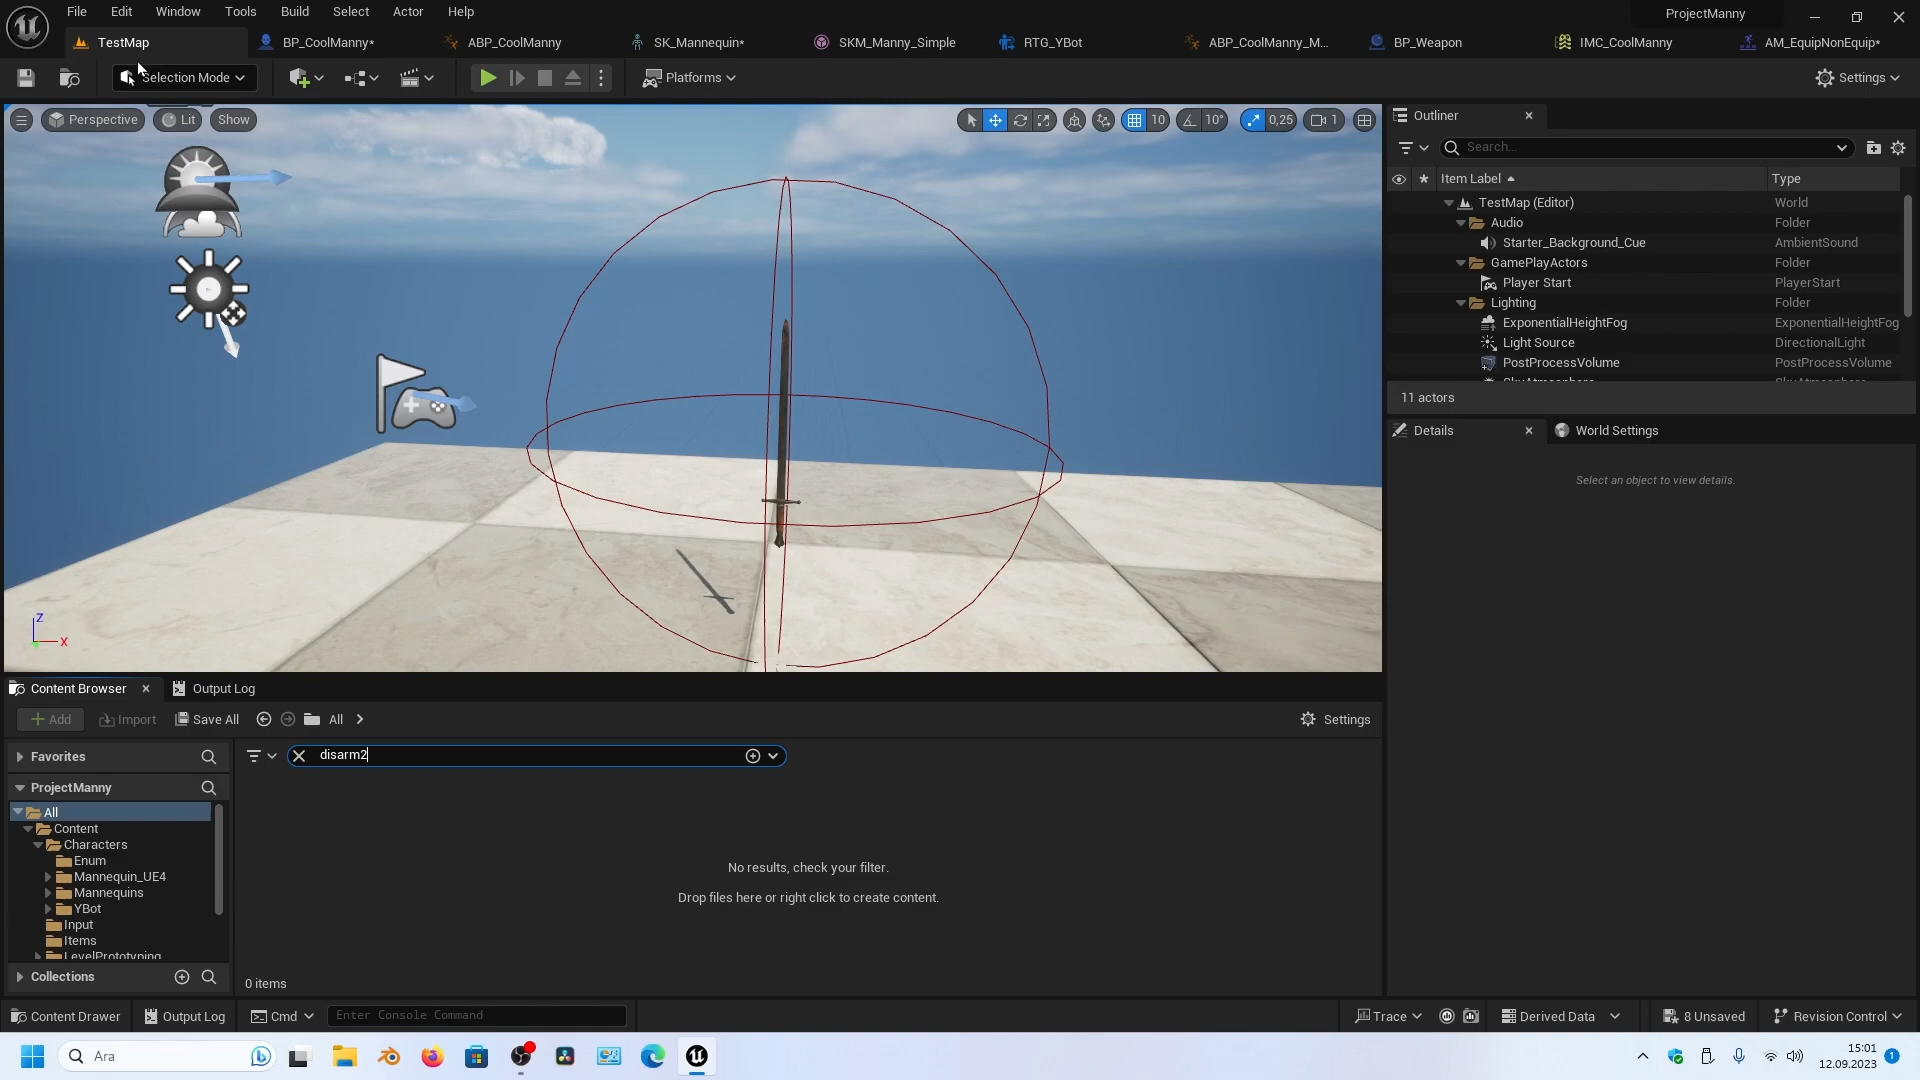 File Edit Window Tools Build Select Actor Help
ProjectManny
TestMap
BP_CoolManny*
ABP_CoolManny
SK_Mannequin*
SKM_Manny_Simple
RTG_YBot
ABP_CoolManny_M...
BP_Weapon
IMC_CoolManny
AM_EquipNonEquip*
Selection Mode
Platforms
Settings
Perspective
Lit
Show
10
10°
0,25
1
Outliner
Search...
Item Label
Type
TestMap (Editor) World
Audio Folder
Starter_Background_Cue AmbientSound
GamePlayActors Folder
Player Start PlayerStart
Lighting Folder
ExponentialHeightFog ExponentialHeightFog
Light Source DirectionalLight
PostProcessVolume PostProcessVolume
11 actors
Details
World Settings
Select an object to view details.
Z
X
Content Browser
Output Log
Add
Import
Save All
All
Settings
Favorites
disarm2
ProjectManny
All
Content
Characters
Enum
Mannequin_UE4
Mannequins
YBot
Input
Items
LevelPrototyping
No results, check your filter.
Drop files here or right click to create content.
Collections
0 items
Content Drawer
Output Log
Cmd
Enter Console Command
Trace
Derived Data
8 Unsaved
Revision Control
Ara
15:01
12.09.2023
1